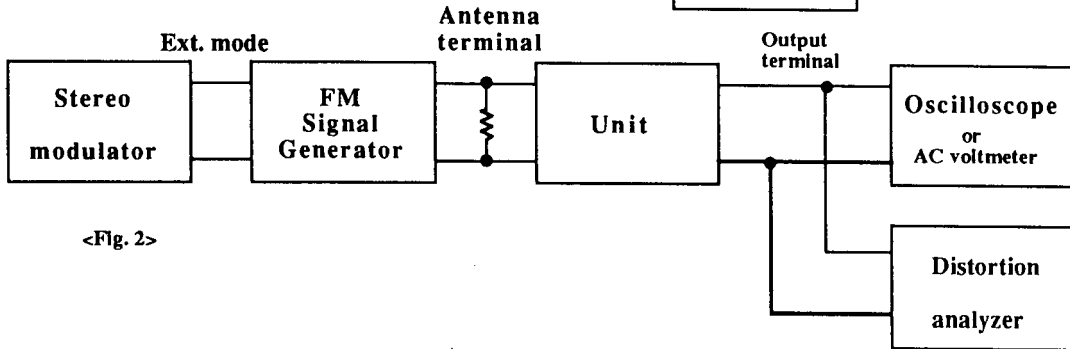 Antenna
terminal
Ext. mode
Output
terminal
Stereo
modulator
FM
Signal
Generator
Unit
Oscilloscope
or
AC voltmeter
<Fig. 2>
Distortion
analyzer